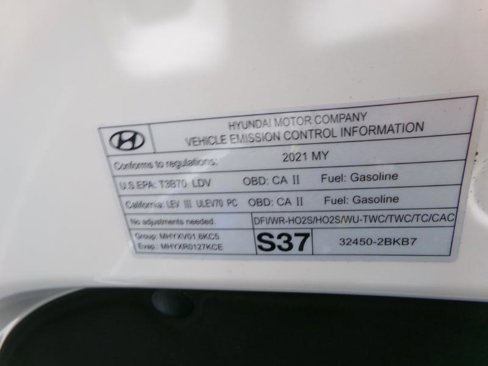 HYUNDAI MOTOR COMPANY
VEHICLE EMISSION CONTROL INFORMATION
Conforms to regulations: 2021 MY
U.S.EPA: T3B70 LDV OBD: CA II Fuel: Gasoline
California: LEV III ULEV70 PC OBD: CA II Fuel: Gasoline
No adjustments needed. DFI/WR-HO2S/HO2S/WU-TWC/TWC/TC/CAC
Group: MHYXV01.6KC5 S37 32450-2BKB7
Evap.: MHYXR0127KCE